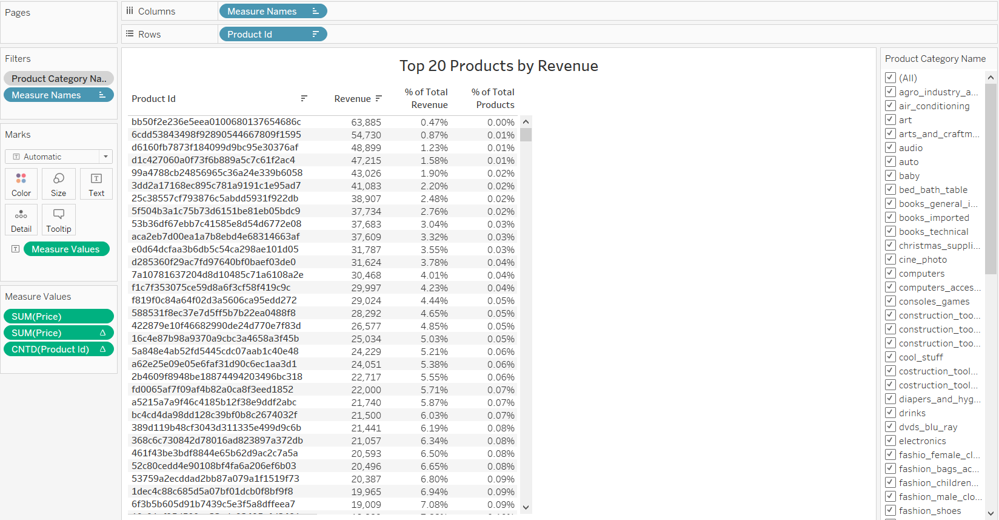 Pages
Columns
Measure Names
Rows
Product Id
Filters
Product Category Na..
Measure Names
Marks
Automatic
Color
Size
Text
Detail
Tooltip
Measure Values
Measure Values
SUM(Price)
SUM(Price)
CNTD(Product Id)
Top 20 Products by Revenue
Product Id
Revenue
% of Total Revenue
% of Total Products
bb50f2e236e5eea0100680137654686c 63,885 0.47% 0.00%
6cdd53843498f92890544667809f1595 54,730 0.87% 0.01%
d6160fb7873f184099d9bc95e30376af 48,899 1.23% 0.01%
d1c427060a0f73f6b889a5c7c61f2ac4 47,215 1.58% 0.01%
99a4788cb24856965c36a24e339b6058 43,026 1.90% 0.02%
3dd2a17168ec895c781a9191c1e95ad7 41,083 2.20% 0.02%
25c38557cf793876c5abdd5931f922db 38,907 2.48% 0.02%
5f504b3a1c75b73d6151be81eb05bdc9 37,734 2.76% 0.02%
53b36df67ebb7c41585e8d54d6772e08 37,683 3.04% 0.03%
aca2eb7d00ea1a7b8ebd4e68314663af 37,609 3.32% 0.03%
e0d64dcfaa3b6db5c54ca298ae101d05 31,787 3.55% 0.03%
d285360f29ac7fd97640bf0baef03de0 31,624 3.78% 0.04%
7a10781637204d8d10485c71a6108a2e 30,468 4.01% 0.04%
f1c7f353075ce59d8a6f3cf58f419c9c 29,997 4.23% 0.04%
f819f0c84a64f02d3a5606ca95edd272 29,024 4.44% 0.05%
588531f8ec37e7d5ff5b7b22ea0488f8 28,292 4.65% 0.05%
422879e10f46682990de24d770e7f83d 26,577 4.85% 0.05%
16c4e87b98a9370a9cbc3a4658a3f45b 25,034 5.03% 0.05%
5a848e4ab52fd5445cdc07aab1c40e48 24,229 5.21% 0.06%
a62e25e09e05e6faf31d90c6ec1aa3d1 24,051 5.38% 0.06%
2b4609f8948be18874494203496bc318 22,717 5.55% 0.06%
fd0065af7f09af4b82a0ca8f3eed1852 22,000 5.71% 0.07%
a5215a7a9f46c4185b12f38e9ddf2abc 21,740 5.87% 0.07%
bc4cd4da98dd128c39bf0b8c2674032f 21,500 6.03% 0.07%
389d119b48cf3043d311335e499d9c6b 21,441 6.19% 0.08%
368c6c730842d78016ad823897a372db 21,057 6.34% 0.08%
461f43be3bdf8844e65b62d9ac2c7a5a 20,593 6.50% 0.08%
52c80cedd4e90108bf4fa6a206ef6b03 20,496 6.65% 0.08%
53759a2ecddad2bb87a079a1f1519f73 20,387 6.80% 0.09%
1dec4c88c685d5a07bf01dcb0f8bf9f8 19,965 6.94% 0.09%
6f3b5b605d91b7439c5e3f5a8dffeea7 19,009 7.08% 0.09%
Product Category Name
(All)
agro_industry_a...
air_conditioning
art
arts_and_craftm...
audio
auto
baby
bed_bath_table
books_general_i...
books_imported
books_technical
christmas_suppli...
cine_photo
computers
computers_acces...
consoles_games
construction_too...
construction_too...
construction_too...
cool_stuff
costruction_tool...
costruction_tool...
diapers_and_hyg...
drinks
dvds_blu_ray
electronics
fashio_female_cl...
fashion_bags_ac...
fashion_children...
fashion_male_clo...
fashion_shoes